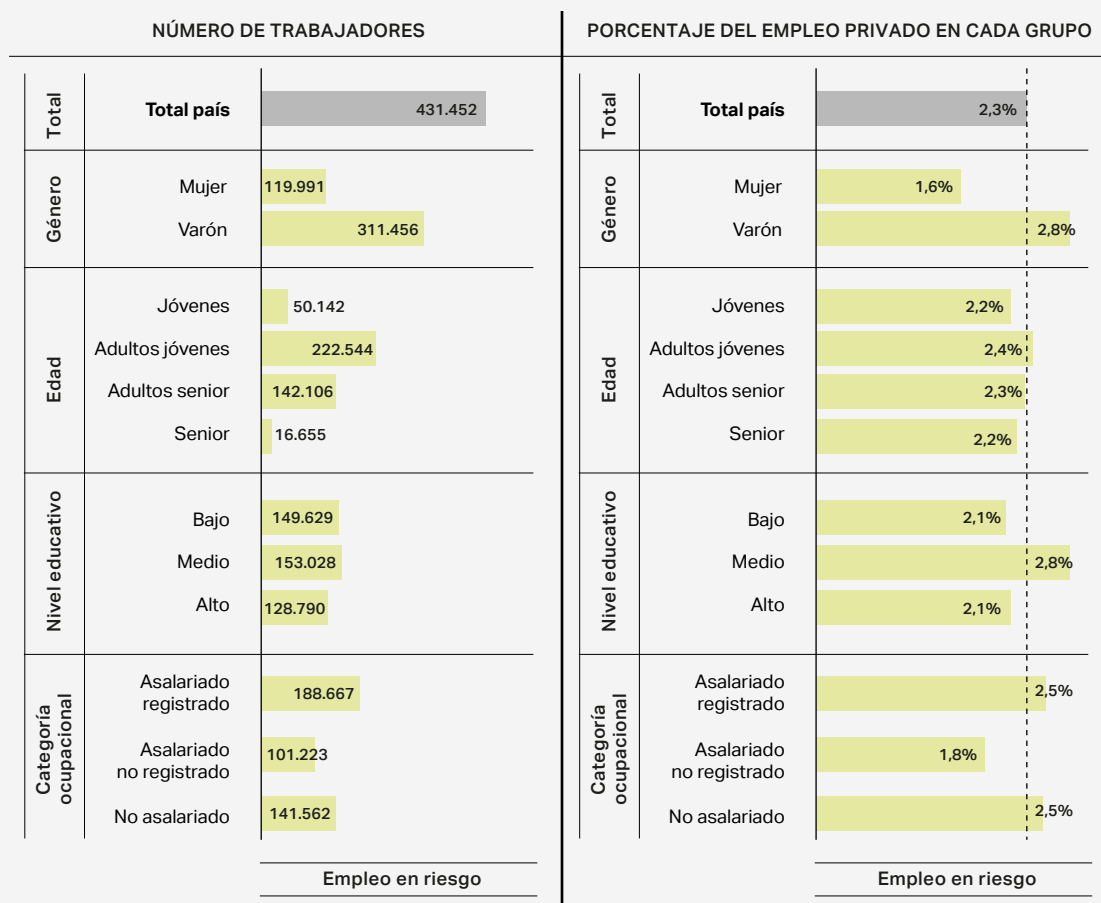 NÚMERO DE TRABAJADORES
Total
Total país
431.452
Género
Mujer
119.991
Varón
311.456
Edad
Jóvenes
50.142
Adultos jóvenes
222.544
Adultos senior
142.106
Senior
16.655
Nivel educativo
Bajo
149.629
Medio
153.028
Alto
128.790
Categoría
ocupacional
Asalariado
registrado
188.667
Asalariado
no registrado
101.223
No asalariado
141.562
Empleo en riesgo
PORCENTAJE DEL EMPLEO PRIVADO EN CADA GRUPO
Total
Total país
2,3%
Género
Mujer
1,6%
Varón
2,8%
Edad
Jóvenes
2,2%
Adultos jóvenes
2,4%
Adultos senior
2,3%
Senior
2,2%
Nivel educativo
Bajo
2,1%
Medio
2,8%
Alto
2,1%
Categoría
ocupacional
Asalariado
registrado
2,5%
Asalariado
no registrado
1,8%
No asalariado
2,5%
Empleo en riesgo